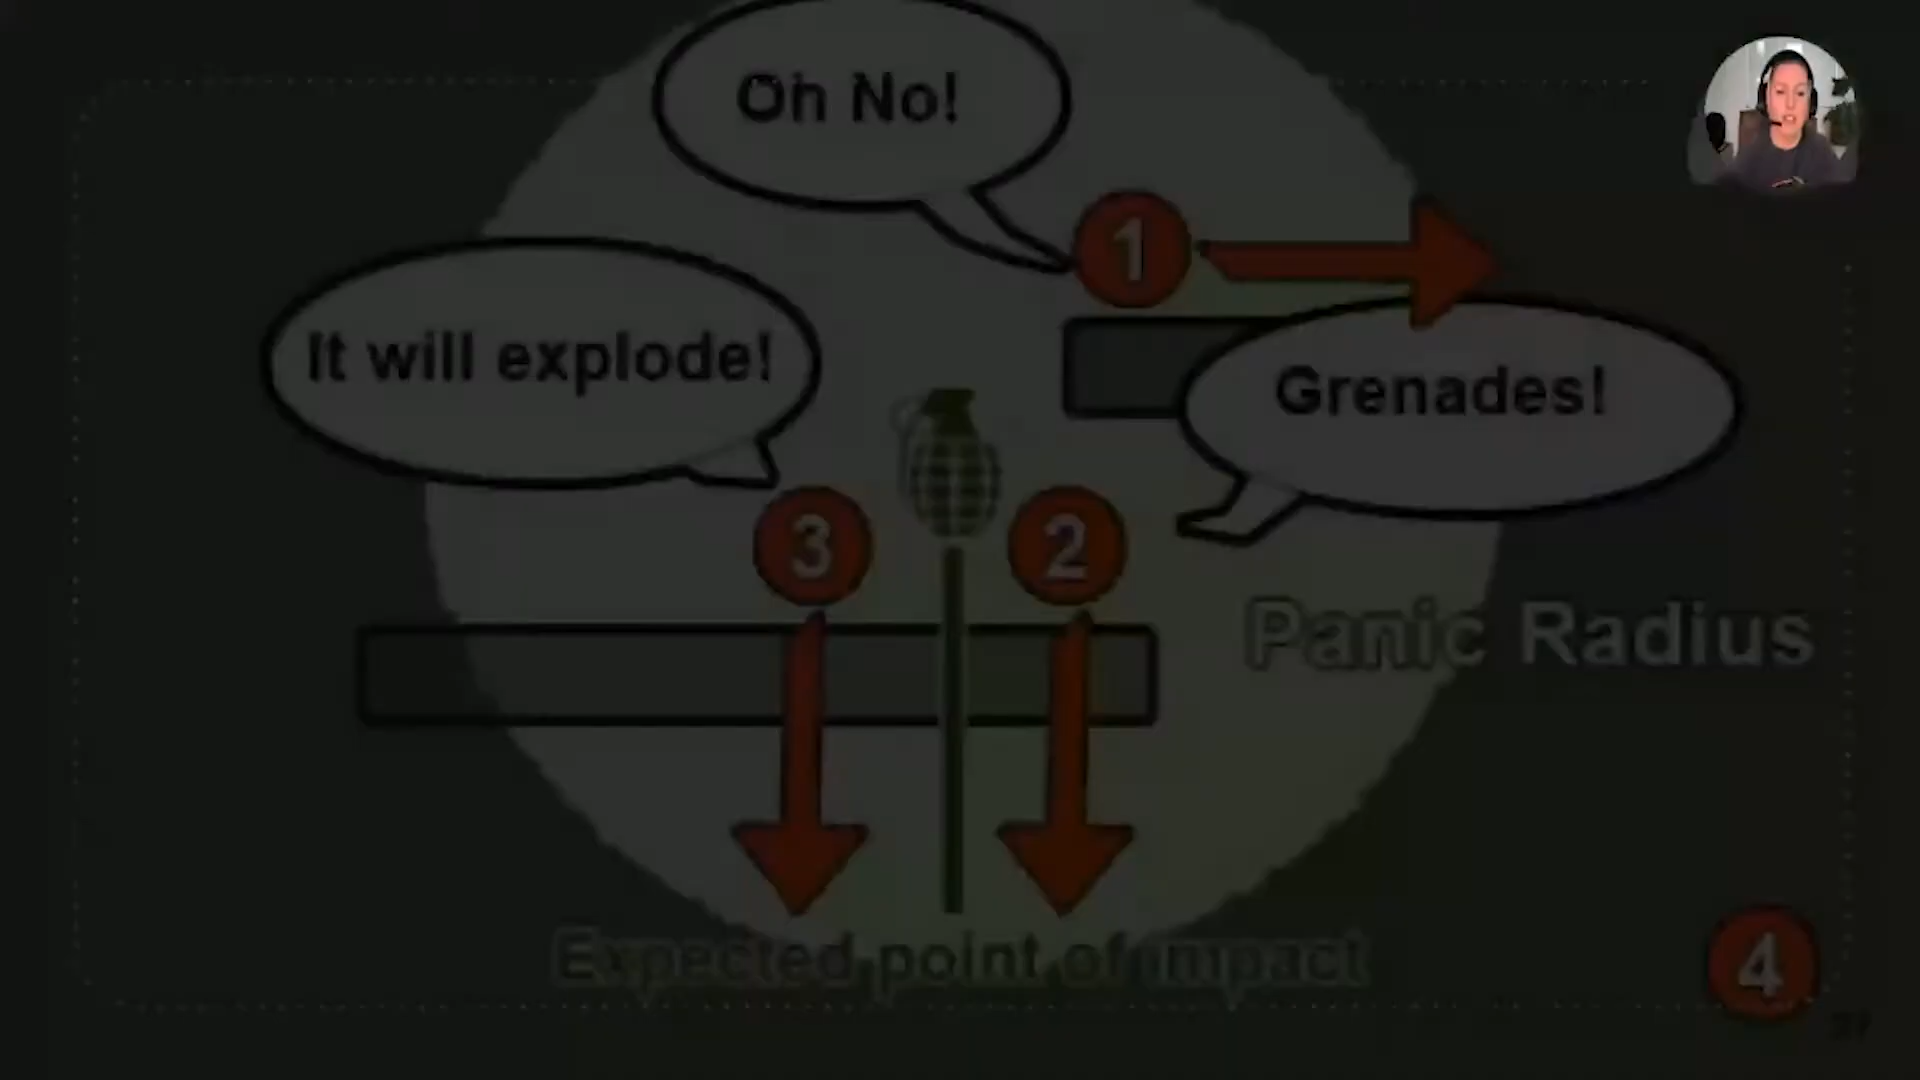 Oh No!
1
It will explode!
Grenades!
3
2
Panic Radius
Expected point of impact
4